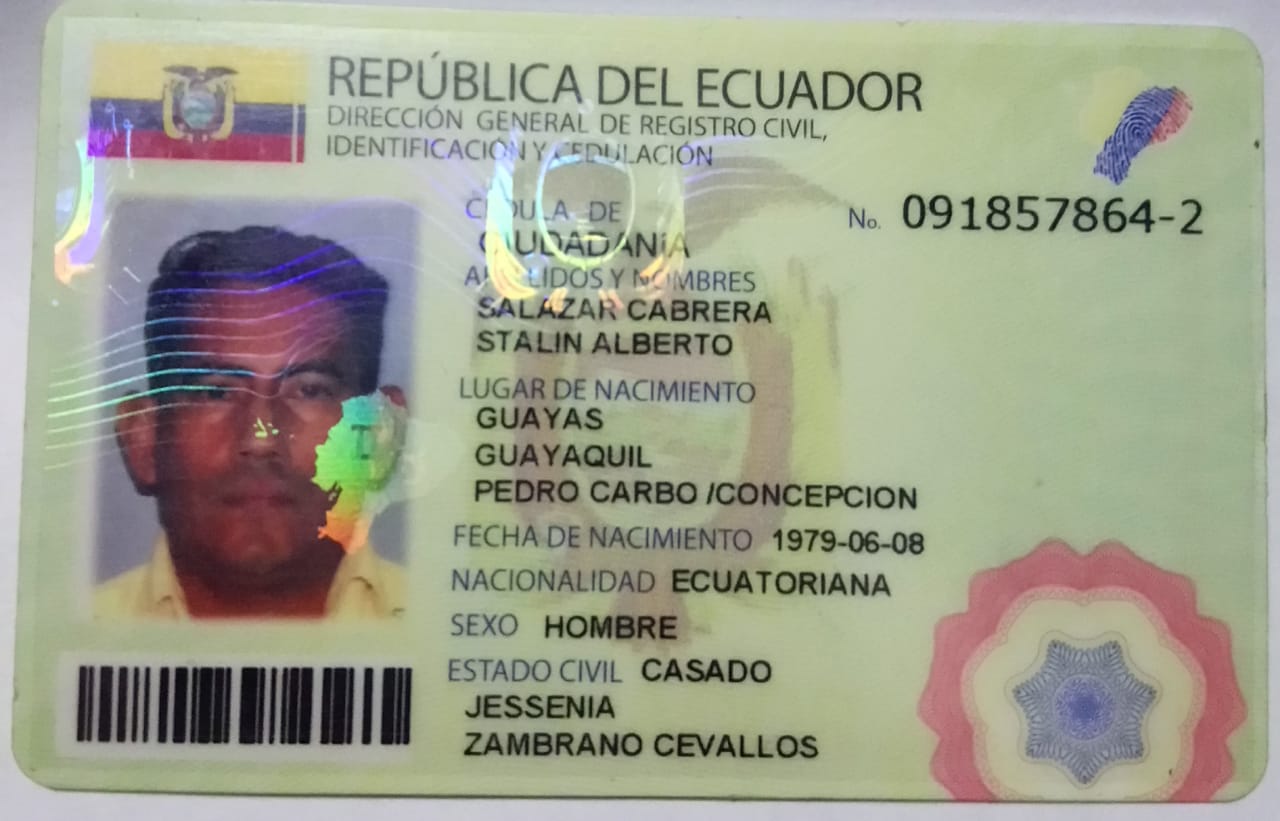 REPÚBLICA DEL ECUADOR
DIRECCIÓN GENERAL DE REGISTRO CIVIL,
IDENTIFICACIÓN Y CEDULACIÓN
CÉDULA DE
CIUDADANÍA
No. 091857864-2
APELLIDOS Y NOMBRES
SALAZAR CABRERA
STALIN ALBERTO
LUGAR DE NACIMIENTO
GUAYAS
GUAYAQUIL
PEDRO CARBO /CONCEPCION
FECHA DE NACIMIENTO 1979-06-08
NACIONALIDAD ECUATORIANA
SEXO HOMBRE
ESTADO CIVIL CASADO
JESSENIA
ZAMBRANO CEVALLOS